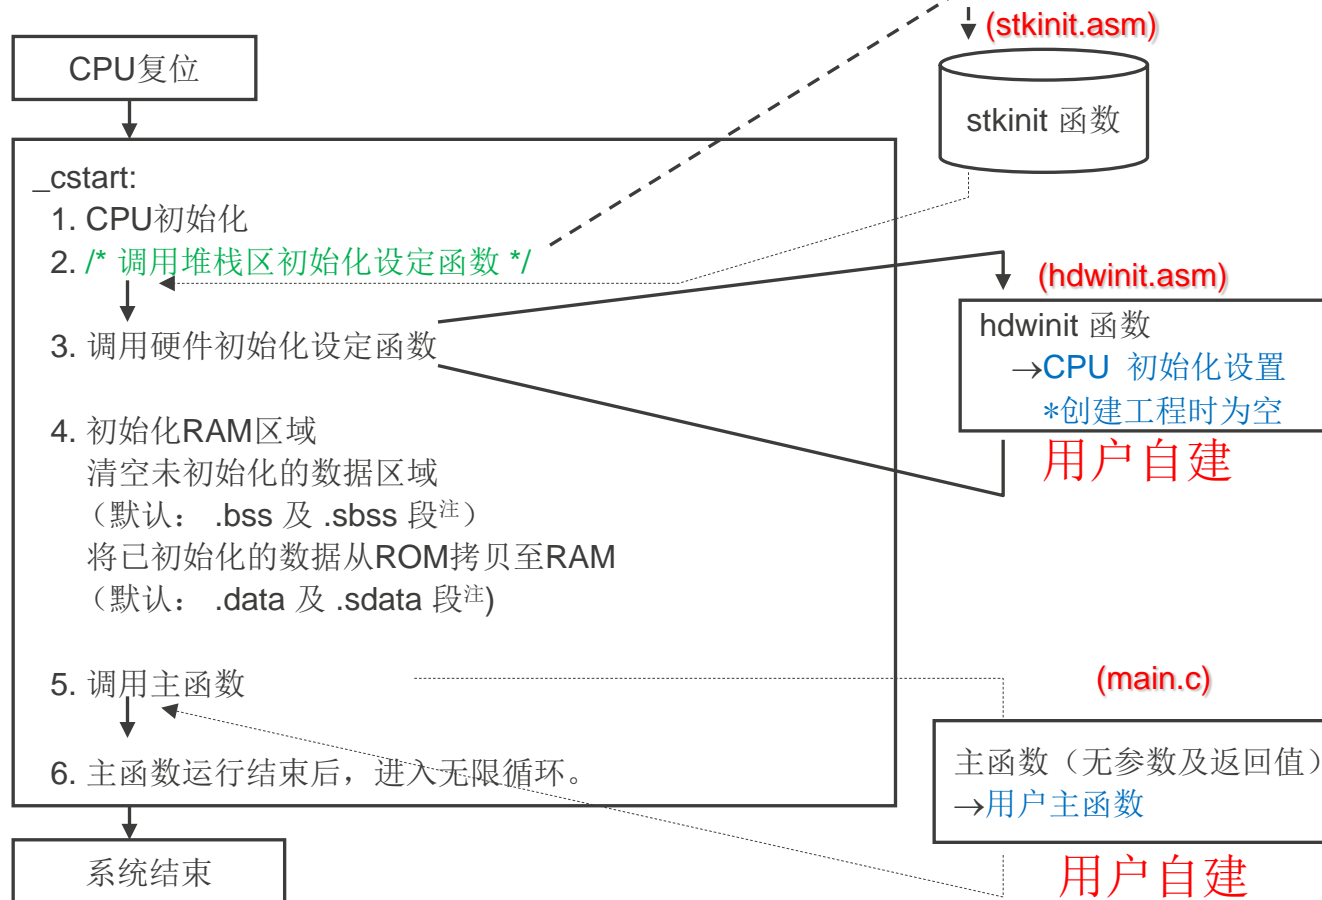 (stkinit.asm)
CPU复位
stkinit 函数
_cstart:
1. CPU初始化
2. /* 调用堆栈区初始化设定函数 */
(hdwinit.asm)
hdwinit 函数
→CPU 初始化设置
*创建工程时为空
用户自建
3. 调用硬件初始化设定函数
4. 初始化RAM区域
清空未初始化的数据区域
（默认： .bss 及 .sbss 段注）
将已初始化的数据从ROM拷贝至RAM
（默认： .data 及 .sdata 段注)
5. 调用主函数
(main.c)
主函数（无参数及返回值）
→用户主函数
用户自建
6. 主函数运行结束后，进入无限循环。
系统结束